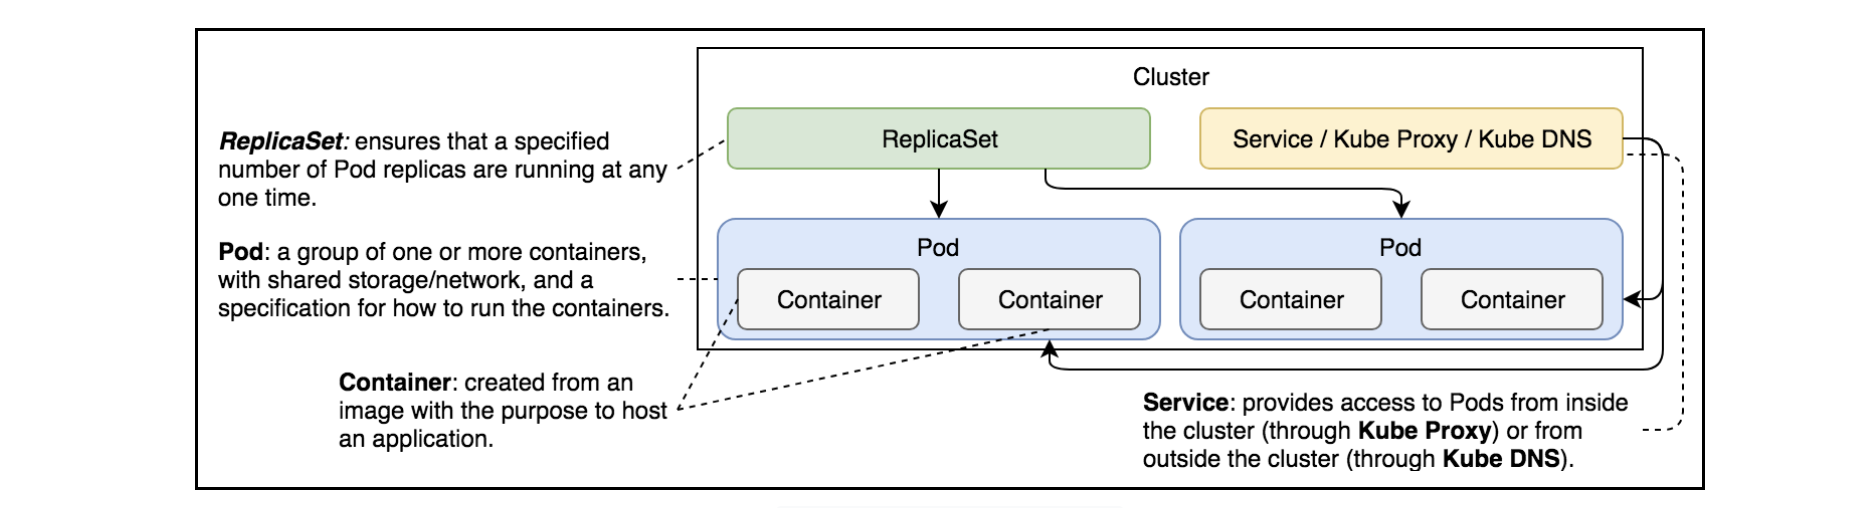 Cluster
ReplicaSet
Service / Kube Proxy / Kube DNS
ReplicaSet: ensures that a specified
number of Pod replicas are running at any
one time.
Pod
Pod
Pod: a group of one or more containers,
with shared storage/network, and a
specification for how to run the containers.
Container
Container
Container
Container
Container: created from an
image with the purpose to host
an application.
Service: provides access to Pods from inside
the cluster (through Kube Proxy) or from
outside the cluster (through Kube DNS).